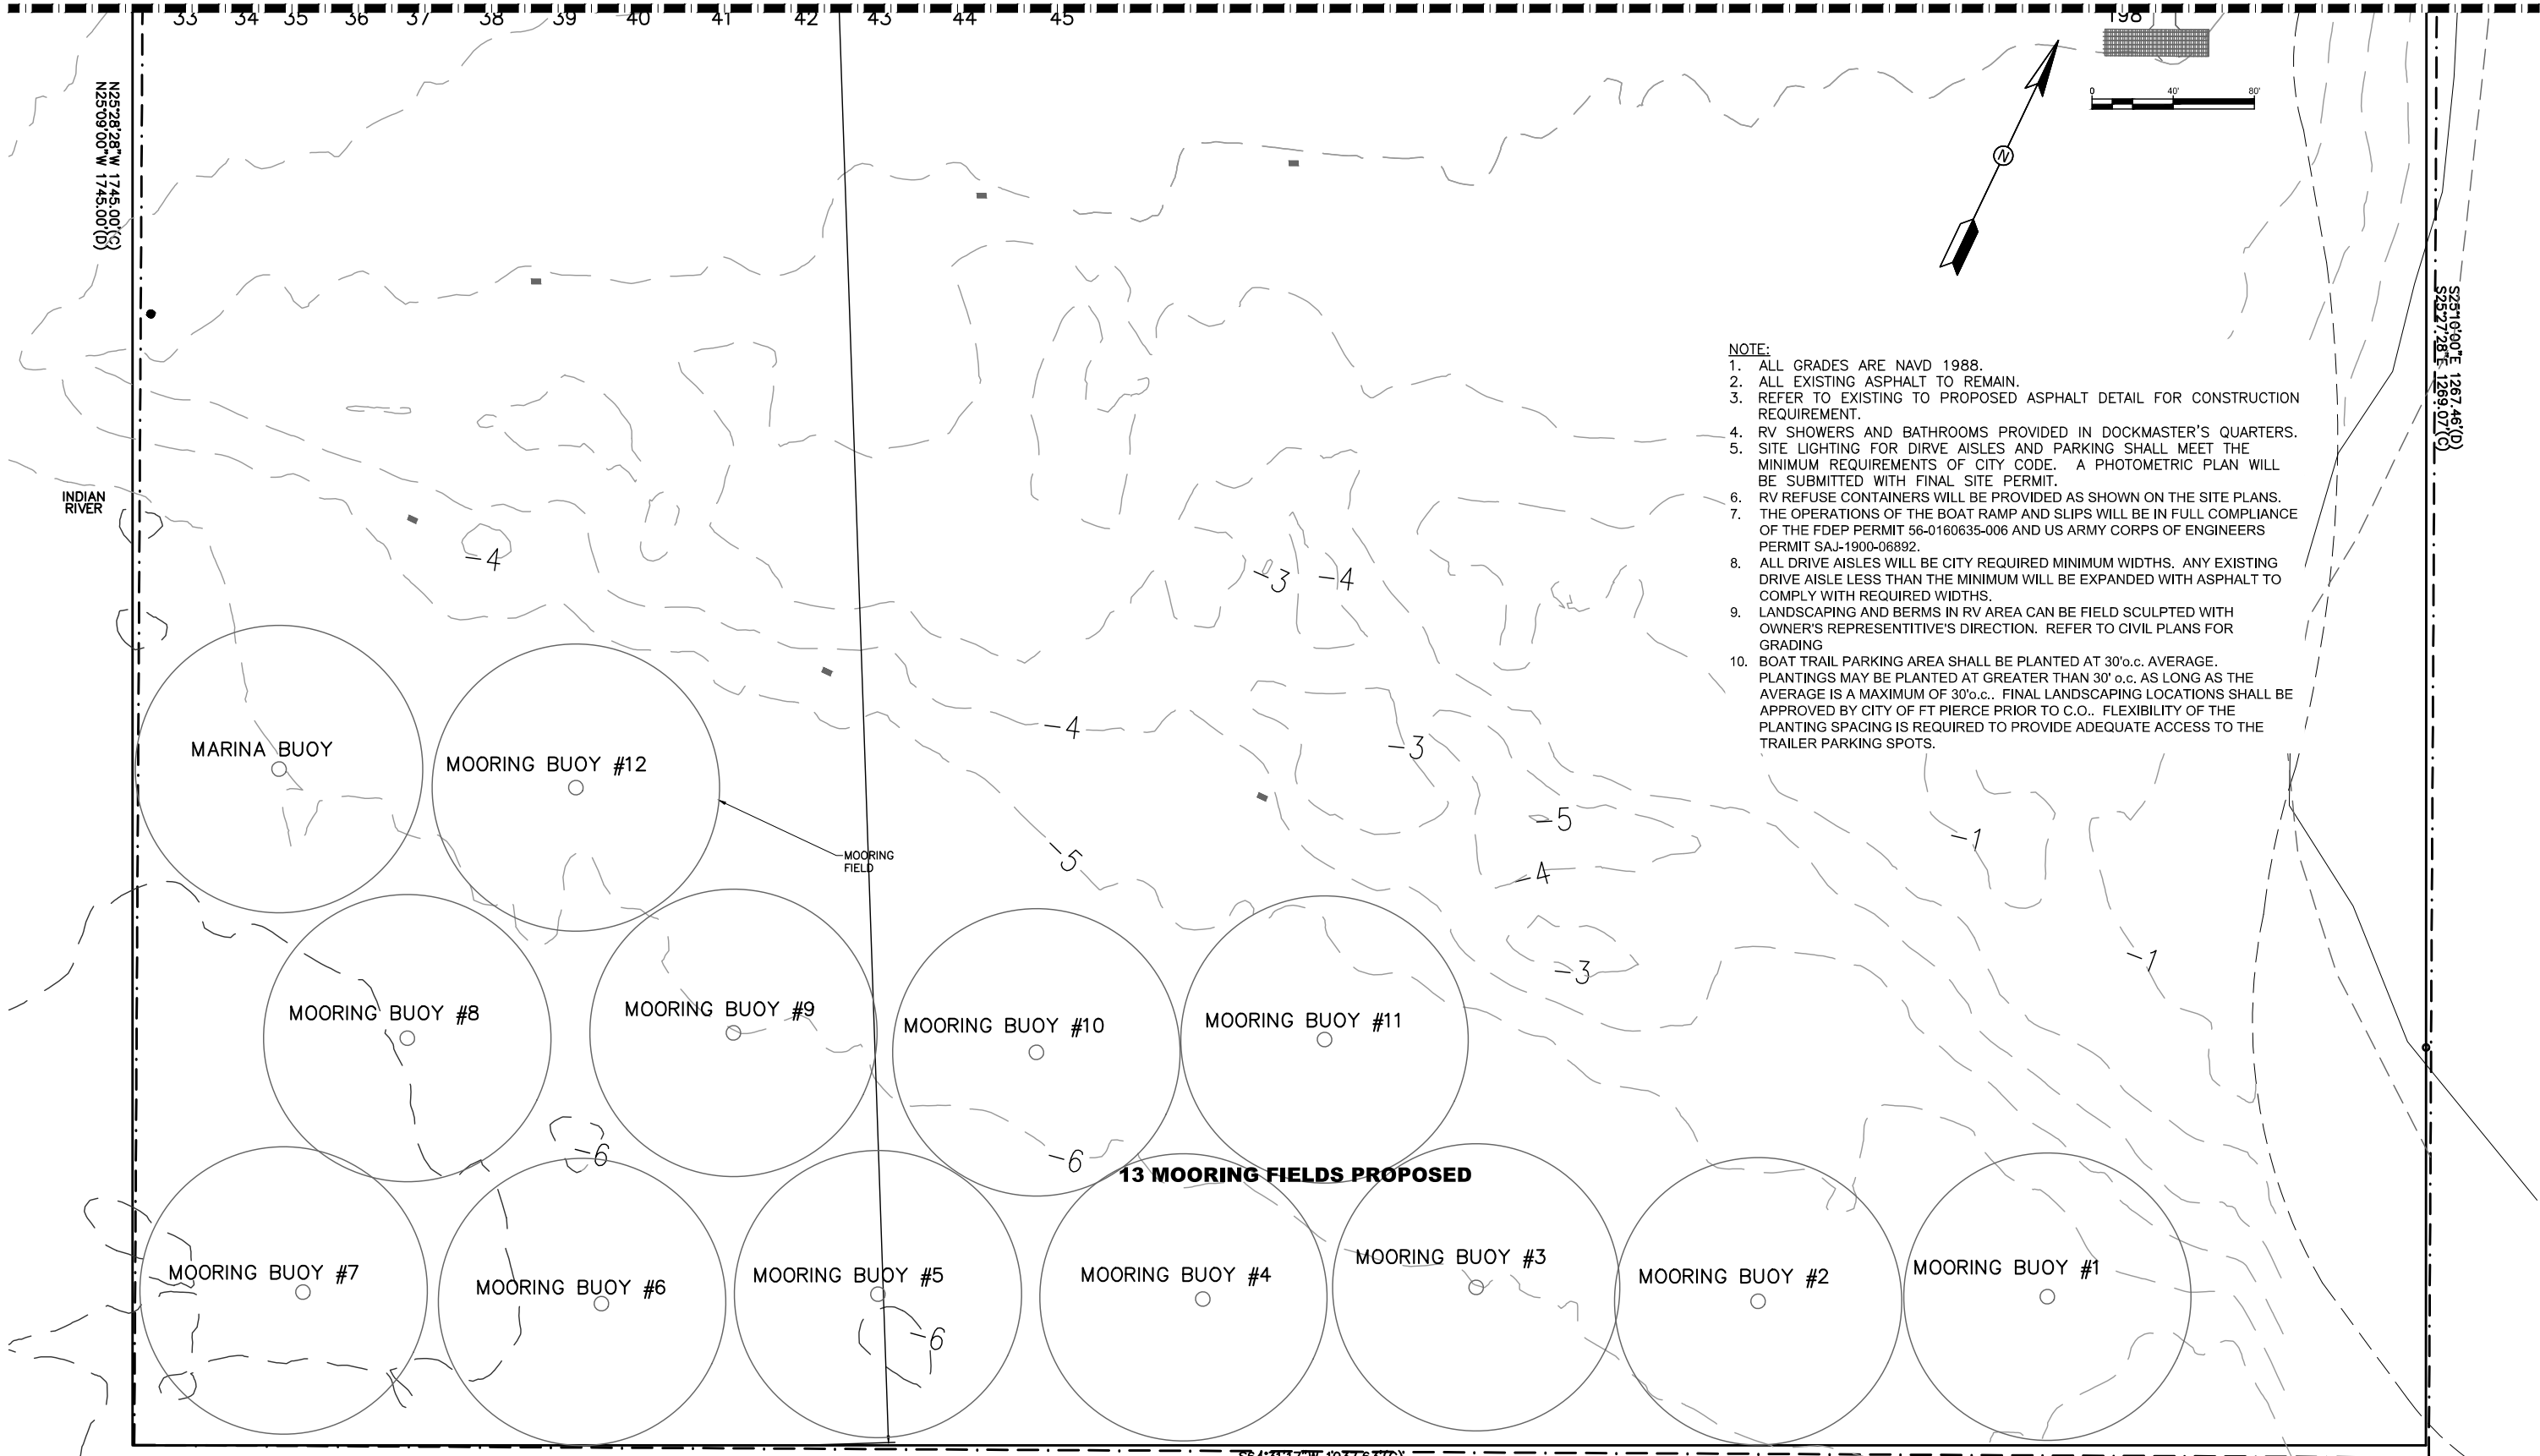 33 34 35 36 37 38 39 40 41 42 43 44 45
198
0 40' 80'
N25°28'28"W 1745.00'(C)
N25°09'00"W 1745.00'(D)
N
S25°10'90"E 1267.46'(D)
S25°27'28"E 1269.07'(C)
NOTE:
1. ALL GRADES ARE NAVD 1988.
2. ALL EXISTING ASPHALT TO REMAIN.
3. REFER TO EXISTING TO PROPOSED ASPHALT DETAIL FOR CONSTRUCTION
REQUIREMENT.
4. RV SHOWERS AND BATHROOMS PROVIDED IN DOCKMASTER'S QUARTERS.
5. SITE LIGHTING FOR DIRVE AISLES AND PARKING SHALL MEET THE
MINIMUM REQUIREMENTS OF CITY CODE. A PHOTOMETRIC PLAN WILL
BE SUBMITTED WITH FINAL SITE PERMIT.
6. RV REFUSE CONTAINERS WILL BE PROVIDED AS SHOWN ON THE SITE PLANS.
7. THE OPERATIONS OF THE BOAT RAMP AND SLIPS WILL BE IN FULL COMPLIANCE
OF THE FDEP PERMIT 56-0160635-006 AND US ARMY CORPS OF ENGINEERS
PERMIT SAJ-1900-06892.
8. ALL DRIVE AISLES WILL BE CITY REQUIRED MINIMUM WIDTHS. ANY EXISTING
DRIVE AISLE LESS THAN THE MINIMUM WILL BE EXPANDED WITH ASPHALT TO
COMPLY WITH REQUIRED WIDTHS.
9. LANDSCAPING AND BERMS IN RV AREA CAN BE FIELD SCULPTED WITH
OWNER'S REPRESENTITIVE'S DIRECTION. REFER TO CIVIL PLANS FOR
GRADING
10. BOAT TRAIL PARKING AREA SHALL BE PLANTED AT 30'o.c. AVERAGE.
PLANTINGS MAY BE PLANTED AT GREATER THAN 30' o.c. AS LONG AS THE
AVERAGE IS A MAXIMUM OF 30'o.c.. FINAL LANDSCAPING LOCATIONS SHALL BE
APPROVED BY CITY OF FT PIERCE PRIOR TO C.O.. FLEXIBILITY OF THE
PLANTING SPACING IS REQUIRED TO PROVIDE ADEQUATE ACCESS TO THE
TRAILER PARKING SPOTS.
INDIAN
RIVER
-4
-3 -4
-4
-3
MARINA BUOY
MOORING BUOY #12
-5
-1
MOORING
FIELD
-5
-4
-1
-3
MOORING BUOY #8
MOORING BUOY #9
MOORING BUOY #10
MOORING BUOY #11
-6
-6
13 MOORING FIELDS PROPOSED
MOORING BUOY #7
MOORING BUOY #6
MOORING BUOY #5
MOORING BUOY #4
MOORING BUOY #3
MOORING BUOY #2
MOORING BUOY #1
-6